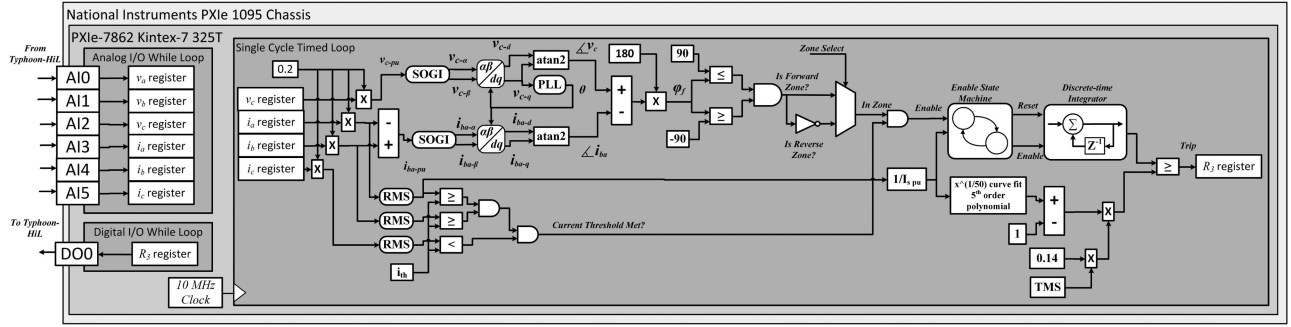 National Instruments PXIe 1095 Chassis
PXIe-7862 Kintex-7 325T
From
Typhoon-HiL
Analog I/O While Loop
AI0
v_a register
AI1
v_b register
AI2
v_c register
AI3
i_a register
AI4
i_b register
AI5
i_c register
To Typhoon-
HiL
Digital I/O While Loop
DO0
R_3 register
10 MHz
Clock
Single Cycle Timed Loop
0.2
v_c register
i_a register
i_b register
i_c register
X
X
X
X
v_c-pu
SOGI
v_c-α
v_c-β
αβ
dq
v_c-d
v_c-q
atan2
PLL
θ
∠v_c
-
+
i_ba-pu
SOGI
i_ba-α
i_ba-β
αβ
dq
i_ba-d
i_ba-q
atan2
∠i_ba
+
-
180
X
φ_f
90
≤
-90
≥
Is Forward
Zone?
Is Reverse
Zone?
Zone Select
In Zone
Enable
RMS
≥
RMS
≥
RMS
<
i_th
Current Threshold Met?
1/I_s pu
Enable State
Machine
Reset
Enable
Discrete-time
Integrator
Σ
Z^-1
x^(1/50) curve fit
5th order
polynomial
+
-
1
X
0.14
X
TMS
≥
Trip
R_3 register